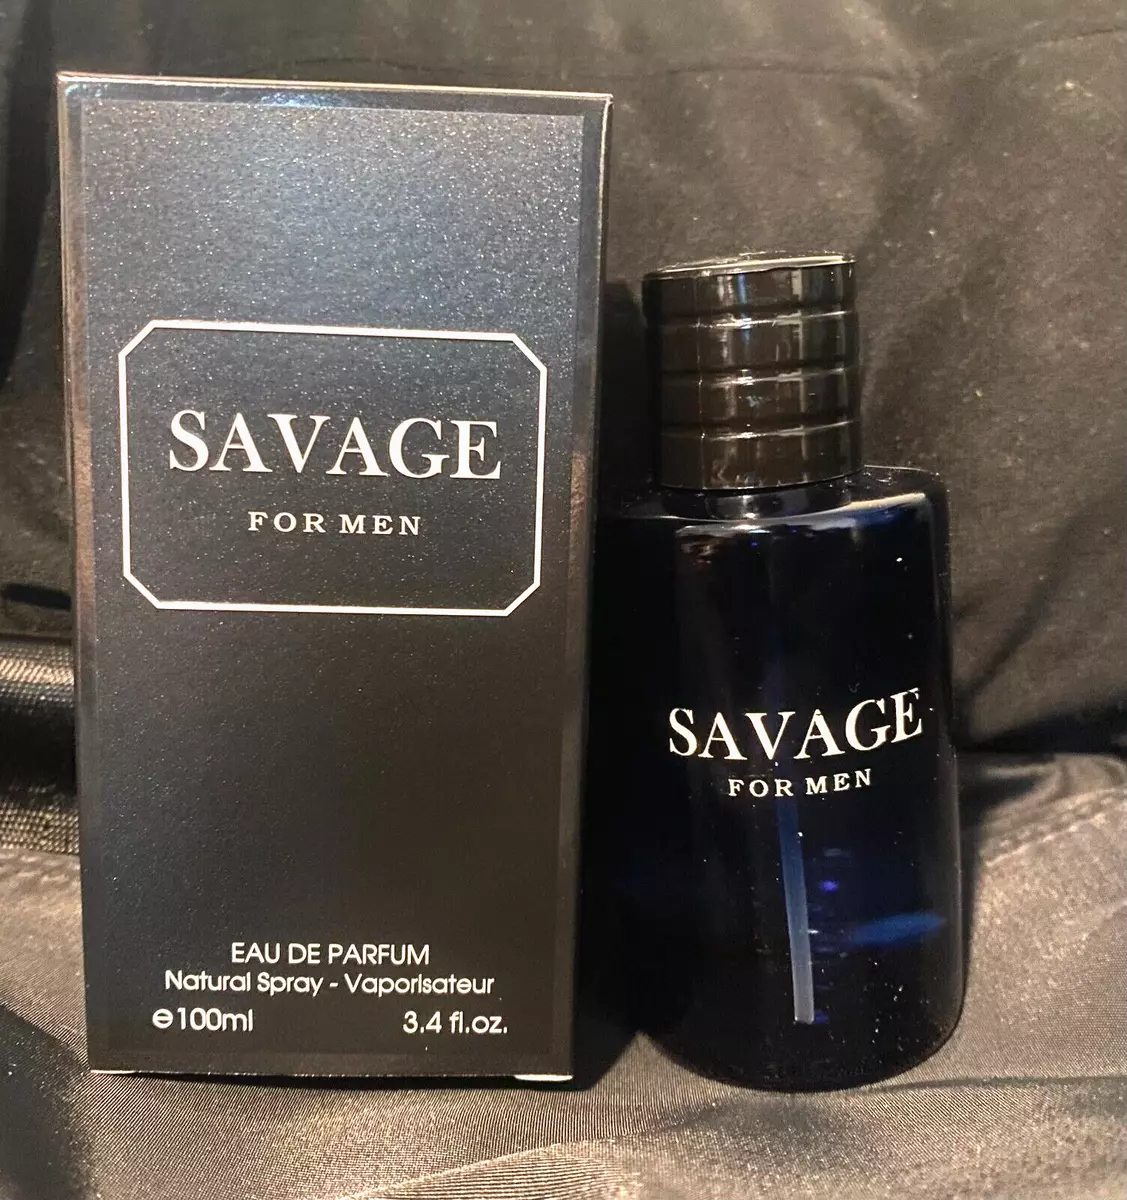 SAVAGE
FOR MEN
EAU DE PARFUM
Natural Spray - Vaporisateur
℮100ml 3.4 fl.oz.
SAVAGE
FOR MEN